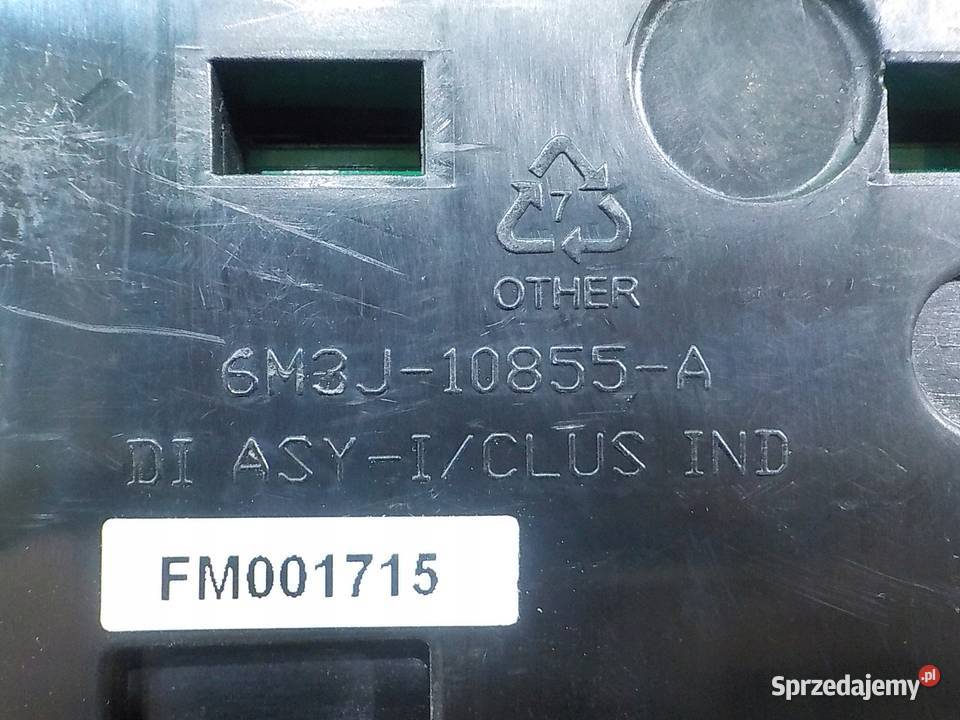 7
OTHER
6M3J-10855-A
DI ASY-I/CLUS IND
FM001715
Sprzedajemy.pl